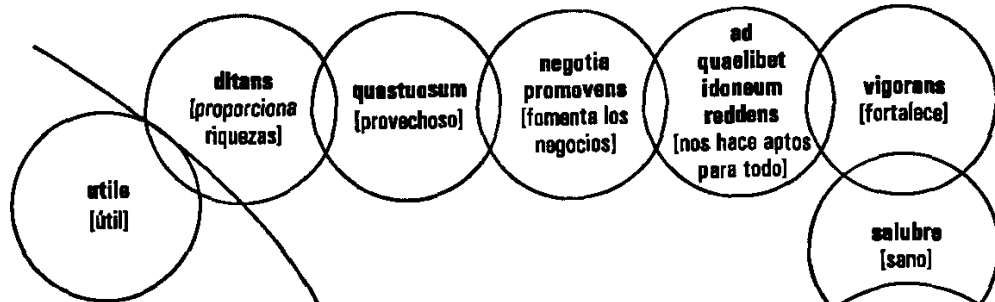 utile
[útil]
ditans
[proporciona
riquezas]
quastuosum
[provechoso]
negotia
promovens
[fomenta los
negocios]
ad
quaelibet
idoneum
reddens
[nos hace aptos
para todo]
vigorans
[fortalece]
salubre
[sano]